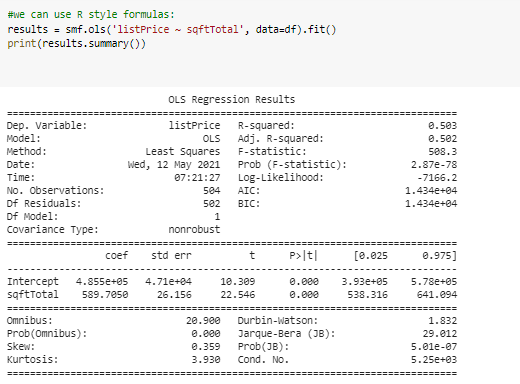 #we can use R style formulas:
results = smf.ols('listPrice ~ sqftTotal', data=df).fit()
print(results.summary())
OLS Regression Results
==============================================================================
Dep. Variable: listPrice R-squared: 0.503
Model: OLS Adj. R-squared: 0.502
Method: Least Squares F-statistic: 508.3
Date: Wed, 12 May 2021 Prob (F-statistic): 2.87e-78
Time: 07:21:27 Log-Likelihood: -7166.2
No. Observations: 504 AIC: 1.434e+04
Df Residuals: 502 BIC: 1.434e+04
Df Model: 1
Covariance Type: nonrobust
==============================================================================
coef std err t P>|t| [0.025 0.975]
------------------------------------------------------------------------------
Intercept 4.855e+05 4.71e+04 10.309 0.000 3.93e+05 5.78e+05
sqftTotal 589.7050 26.156 22.546 0.000 538.316 641.094
==============================================================================
Omnibus: 20.900 Durbin-Watson: 1.832
Prob(Omnibus): 0.000 Jarque-Bera (JB): 29.012
Skew: 0.359 Prob(JB): 5.01e-07
Kurtosis: 3.930 Cond. No. 5.25e+03
==============================================================================